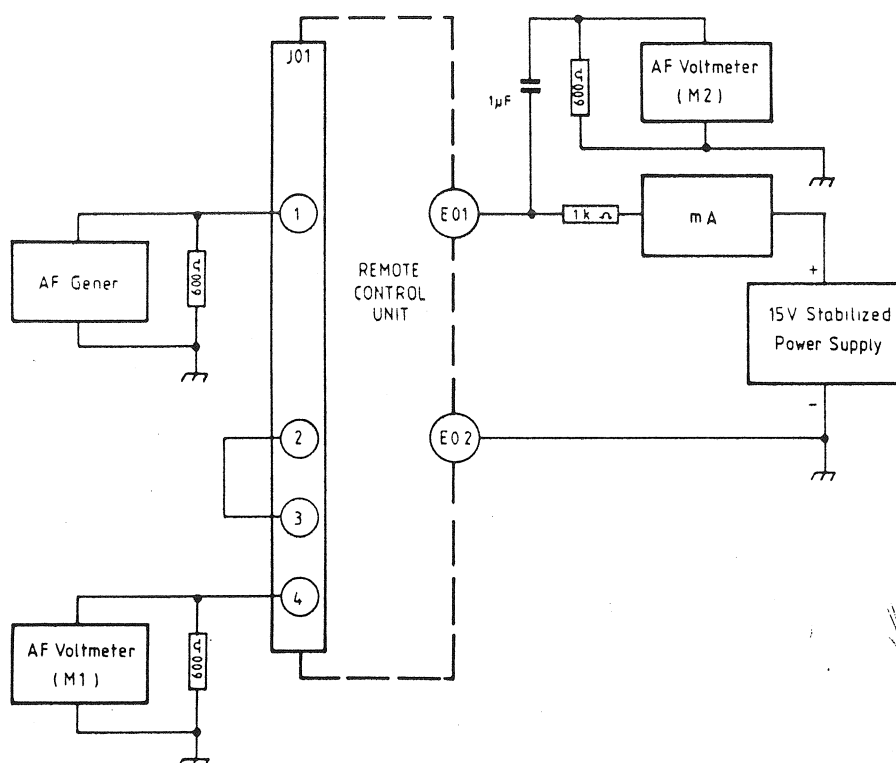 J01
1
AF Gener
600Ω
2
3
4
AF Voltmeter
(M1)
600Ω
REMOTE
CONTROL
UNIT
E01
E02
1µF
600Ω
AF Voltmeter
(M2)
1k Ω
mA
+
15V Stabilized
Power Supply
-